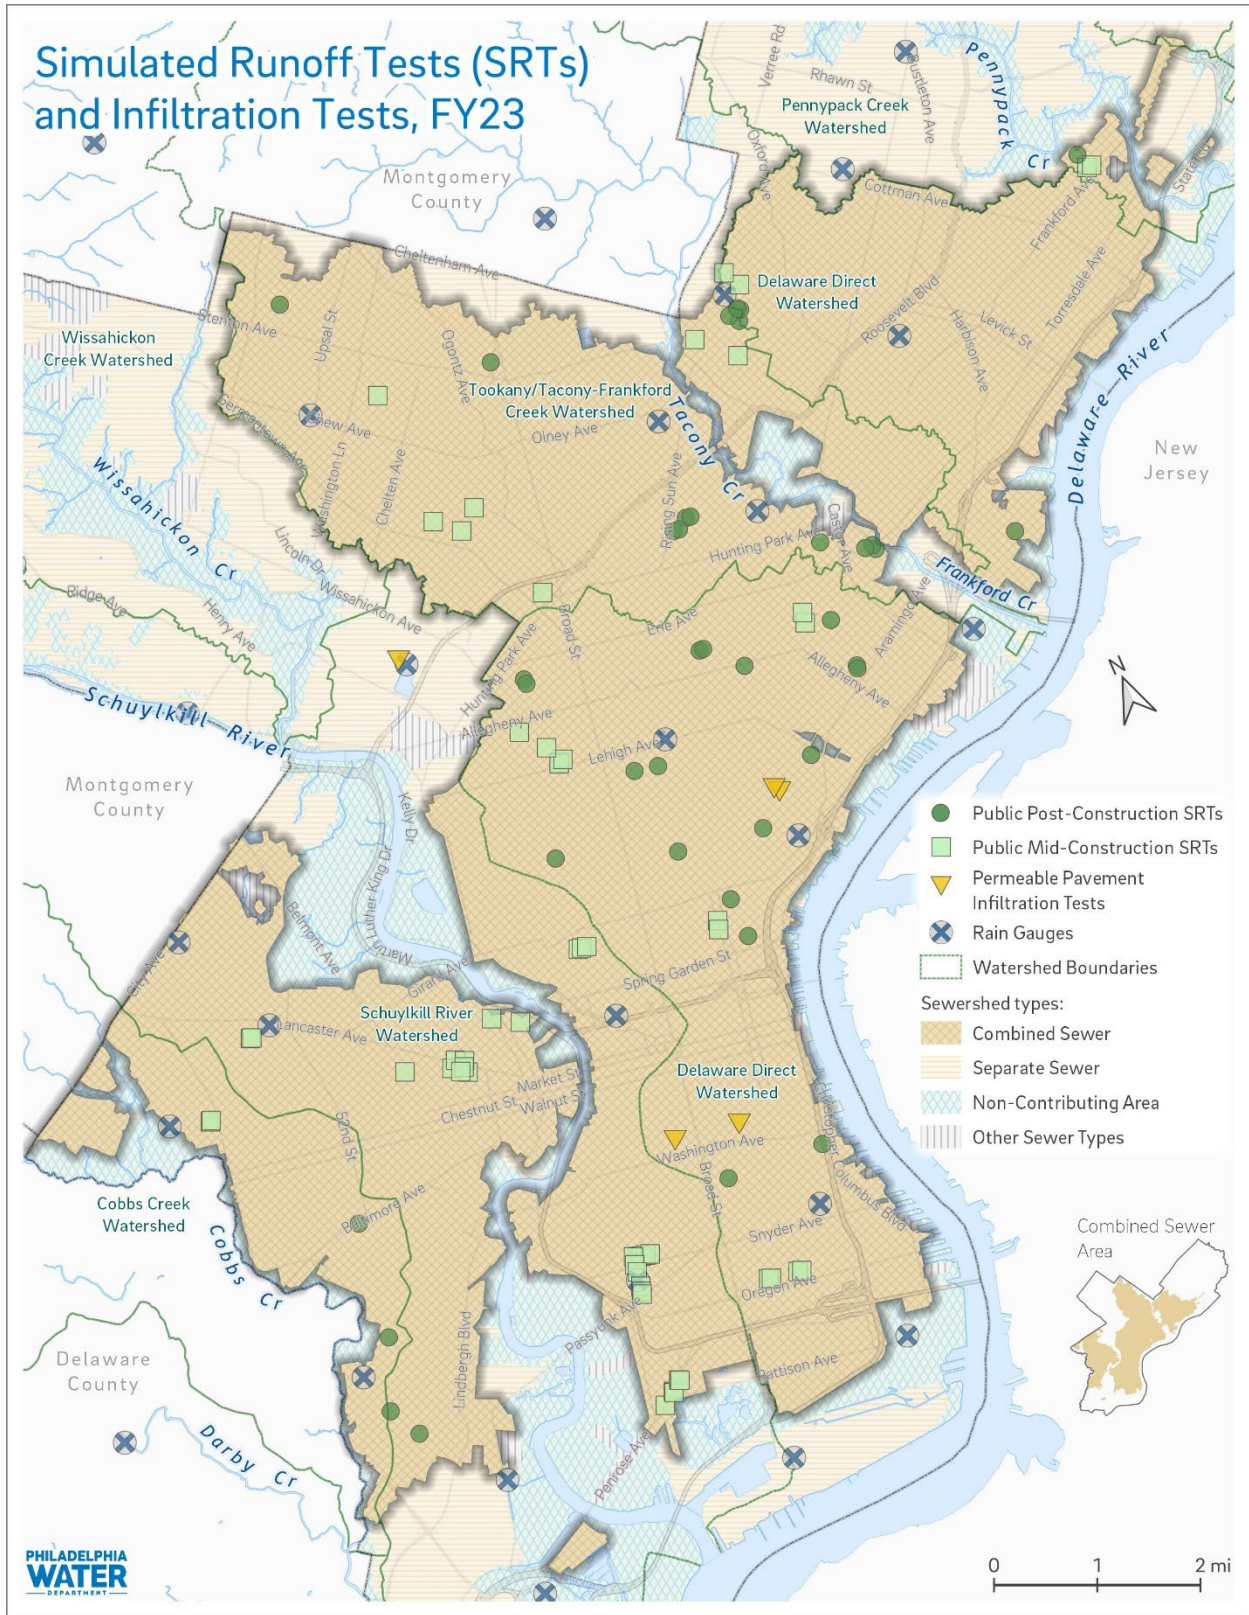 Simulated Runoff Tests (SRTs)
and Infiltration Tests, FY23
Verree Rd
Rhawn St
Bustleton Ave
Pennypack
Cr
Pennypack Creek
Watershed
Oxford Ave
Cottman Ave
Frankford Ave
State Rd
Montgomery
County
Cheltenham Ave
Delaware Direct
Watershed
Roosevelt Blvd
Harbison Ave
Levick St
Torresdale Ave
Delaware River
New
Jersey
Wissahickon
Creek Watershed
Stenton Ave
Upsal St
Ogontz Ave
Tookany/Tacony-Frankford
Creek Watershed
Olney Ave
Tacony
Cr
Germantown Ave
Chew Ave
Washington Ln
Chelten Ave
Wissahickon
Cr
Lincoln Dr
Wissahickon Ave
Rising Sun Ave
Hunting Park Ave
Castor Ave
Frankford Cr
Aramingo Ave
Ridge Ave
Henry Ave
Broad St
Erie Ave
Hunting Park Ave
Allegheny Ave
Allegheny Ave
Lehigh Ave
Schuylkill
River
N
Montgomery
County
Kelly Dr
Martin Luther King Dr
Belmont Ave
City Ave
Girard Ave
Spring Garden St
Public Post-Construction SRTs
Public Mid-Construction SRTs
Permeable Pavement
Infiltration Tests
Rain Gauges
Watershed Boundaries
Sewershed types:
Combined Sewer
Separate Sewer
Non-Contributing Area
Other Sewer Types
Schuylkill River
Watershed
Lancaster Ave
Market St
Chestnut St
Walnut St
52nd St
Delaware Direct
Watershed
Washington Ave
Broad St
Christopher Columbus Blvd
Snyder Ave
Oregon Ave
Cobbs Creek
Watershed
Baltimore Ave
Cobbs
Cr
Passyunk Ave
Pattison Ave
Lindbergh Blvd
Penrose Ave
Delaware
County
Darby Cr
Combined Sewer
Area
PHILADELPHIA
WATER
DEPARTMENT
0 1 2 mi